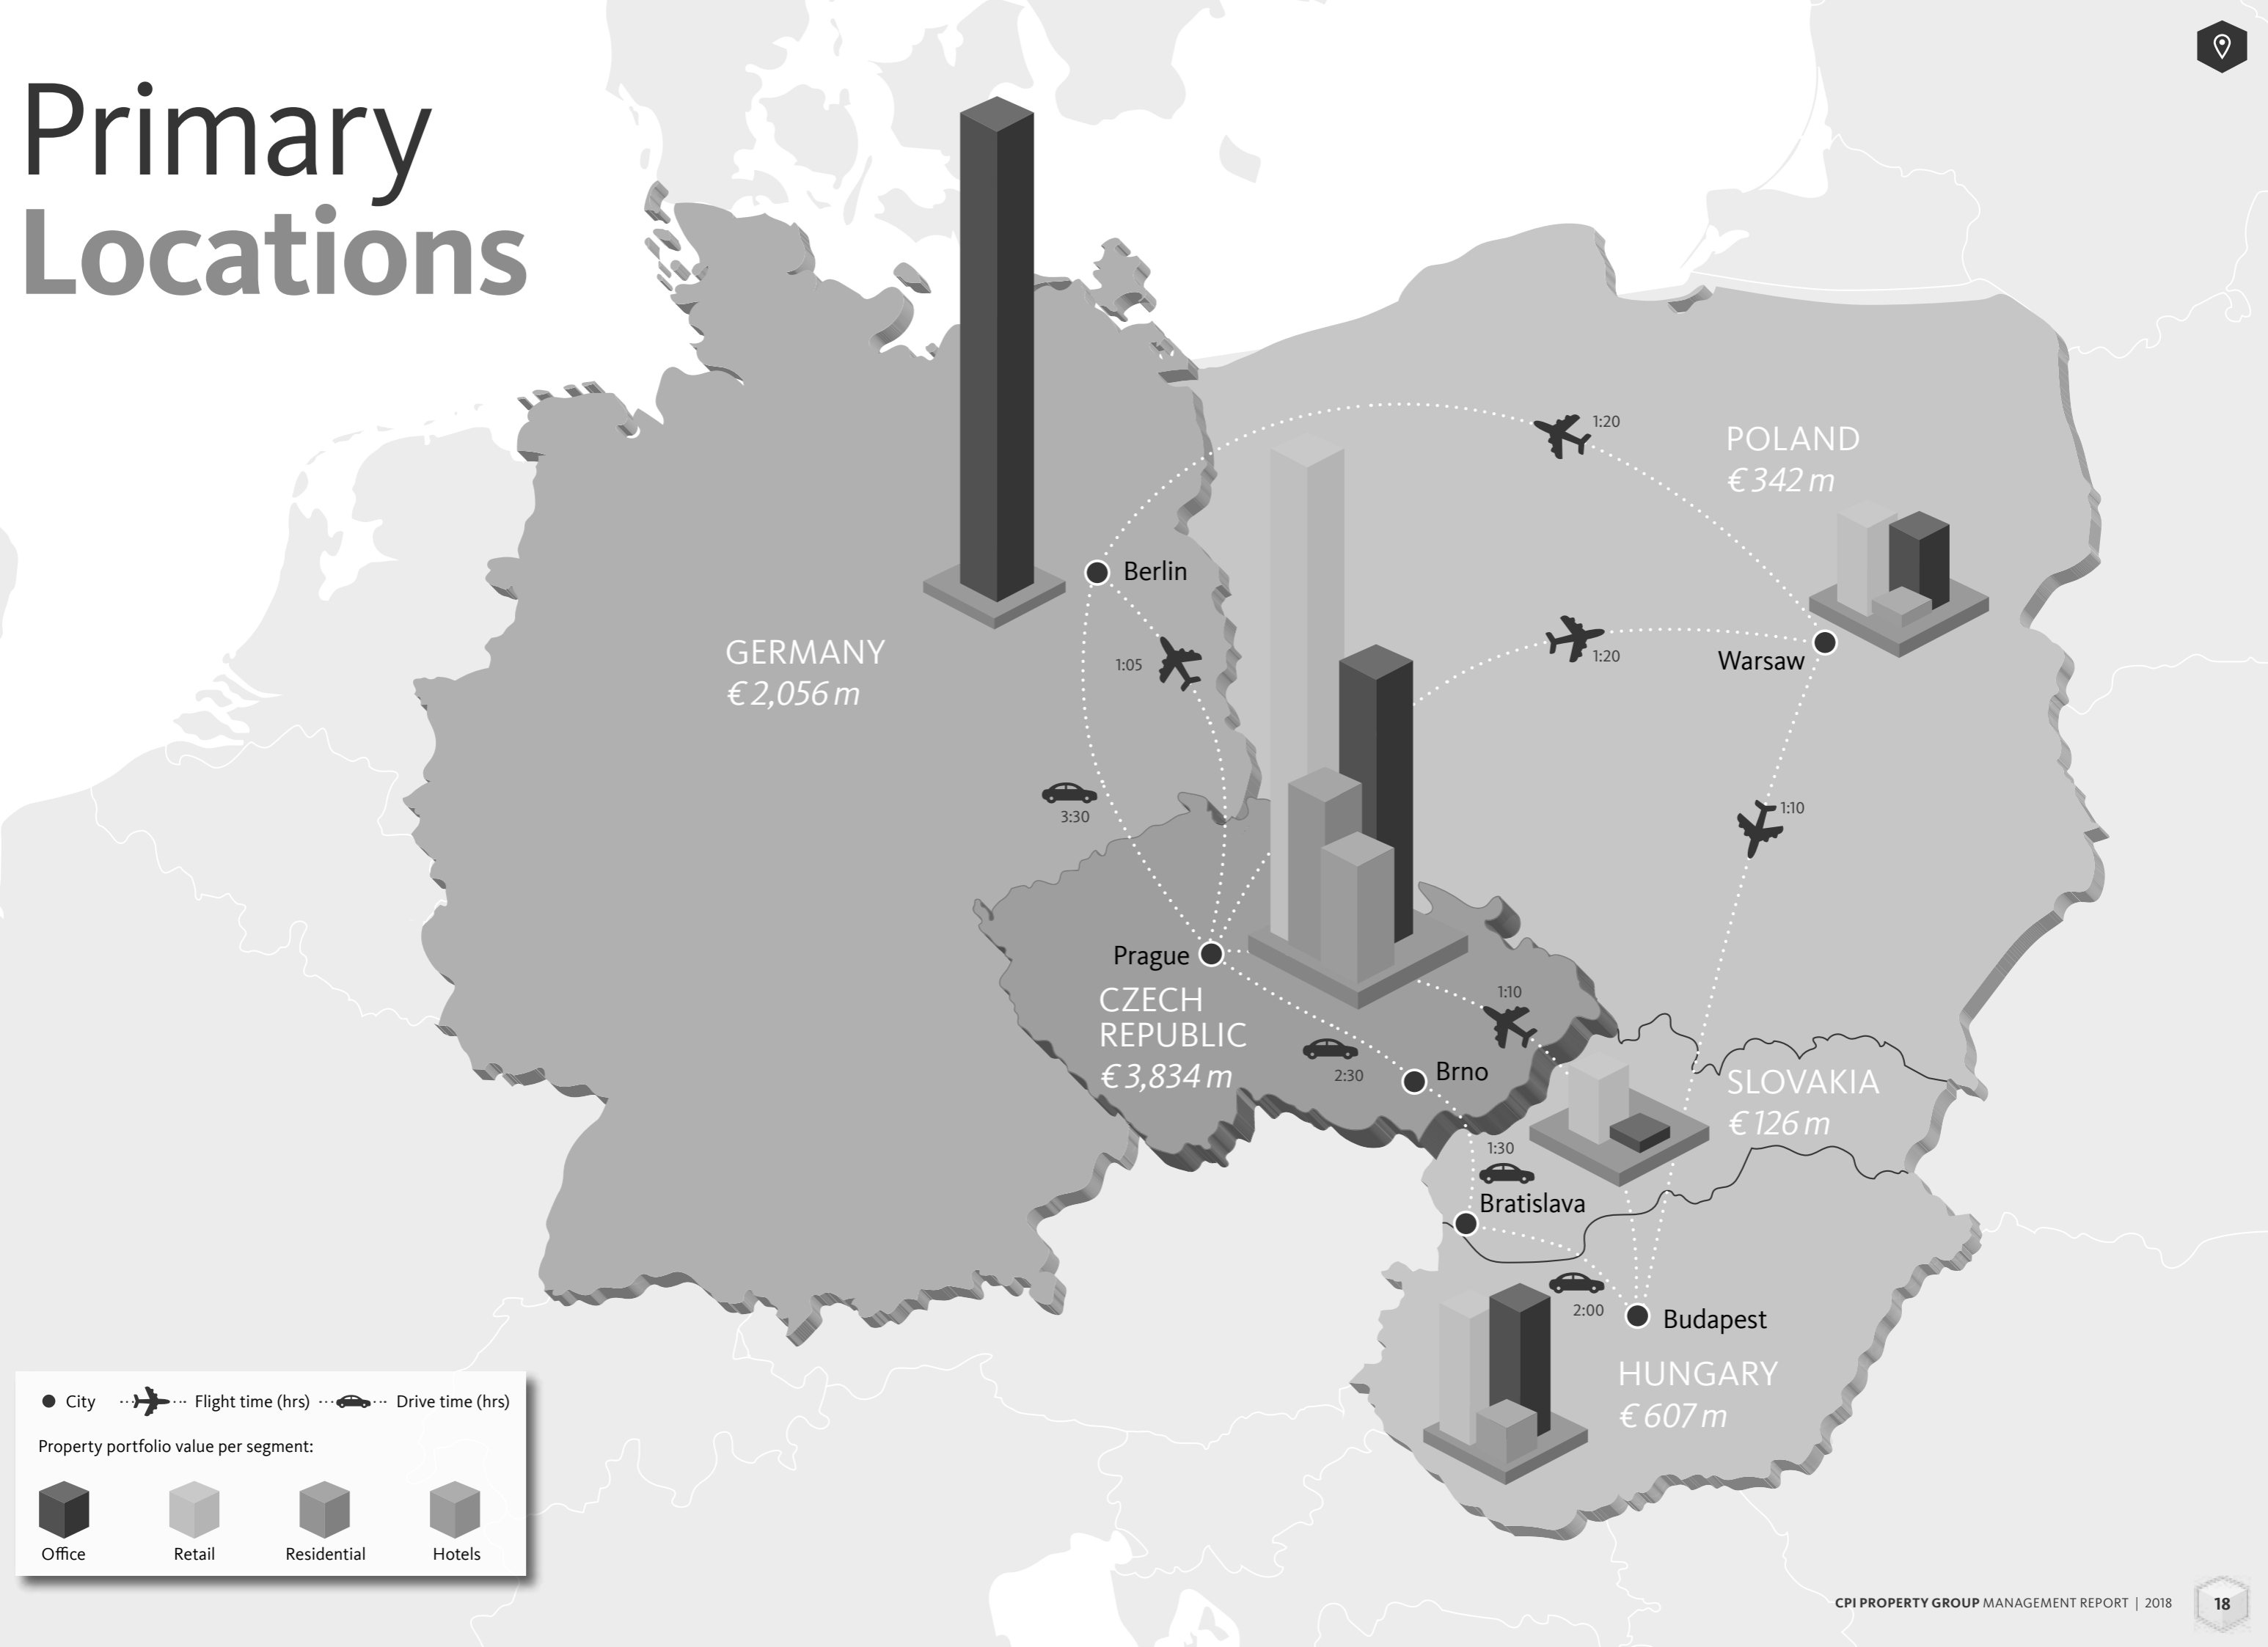 Primary
Locations
1:20
POLAND
€ 342 m
Berlin
GERMANY
€ 2,056 m
1:05
1:20
Warsaw
3:30
1:10
Prague
CZECH
REPUBLIC
€ 3,834 m
1:10
2:30
Brno
SLOVAKIA
€ 126 m
1:30
Bratislava
2:00
Budapest
HUNGARY
€ 607 m
City Flight time (hrs) Drive time (hrs)
Property portfolio value per segment:
Office Retail Residential Hotels
CPI PROPERTY GROUP MANAGEMENT REPORT | 2018 18